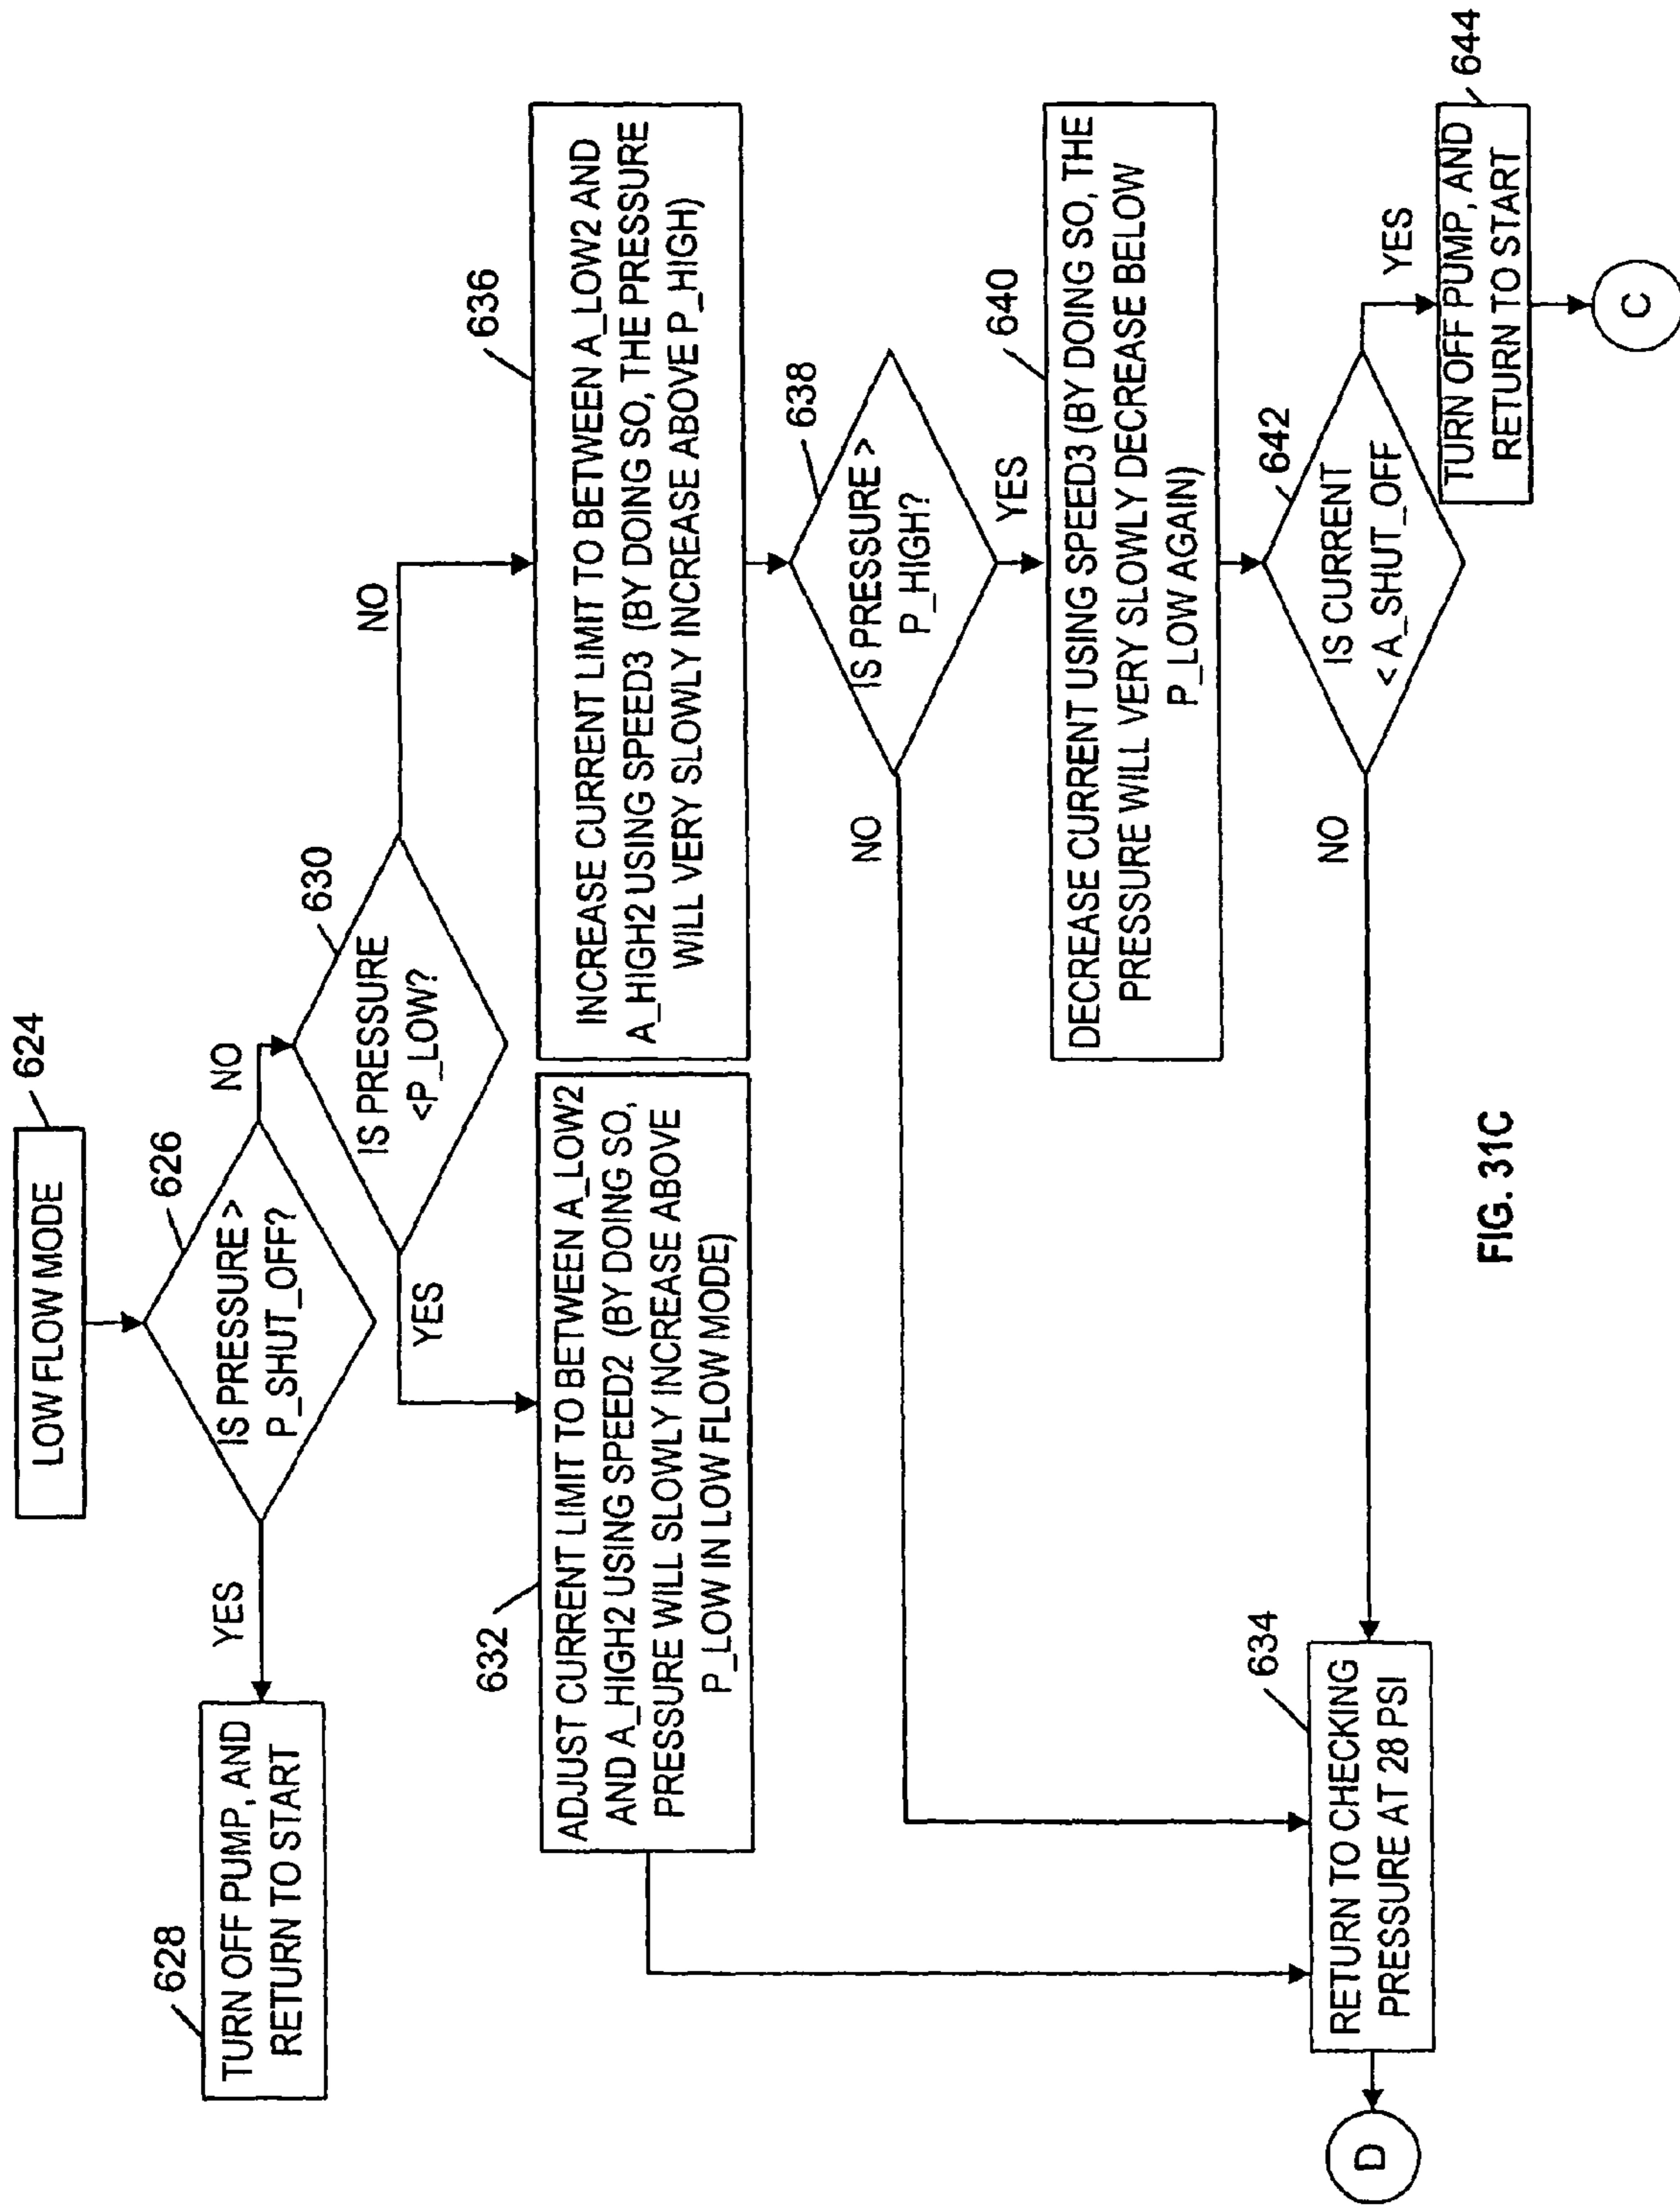 LOW FLOW MODE
624
IS PRESSURE >
P_SHUT_OFF?
626
YES
NO
TURN OFF PUMP, AND
RETURN TO START
628
IS PRESSURE
<P_LOW?
630
YES
NO
632
ADJUST CURRENT LIMIT TO BETWEEN A_LOW2
AND A_HIGH2 USING SPEED2 (BY DOING SO,
PRESSURE WILL SLOWLY INCREASE ABOVE
P_LOW IN LOW FLOW MODE)
636
INCREASE CURRENT LIMIT TO BETWEEN A_LOW2 AND
A_HIGH2 USING SPEED3 (BY DOING SO, THE PRESSURE
WILL VERY SLOWLY INCREASE ABOVE P_HIGH)
638
IS PRESSURE >
P_HIGH?
NO
YES
640
DECREASE CURRENT USING SPEED3 (BY DOING SO, THE
PRESSURE WILL VERY SLOWLY DECREASE BELOW
P_LOW AGAIN)
642
IS CURRENT
< A_SHUT_OFF
NO
YES
634
RETURN TO CHECKING
PRESSURE AT 28 PSI
D
644
TURN OFF PUMP, AND
RETURN TO START
C
FIG. 31C